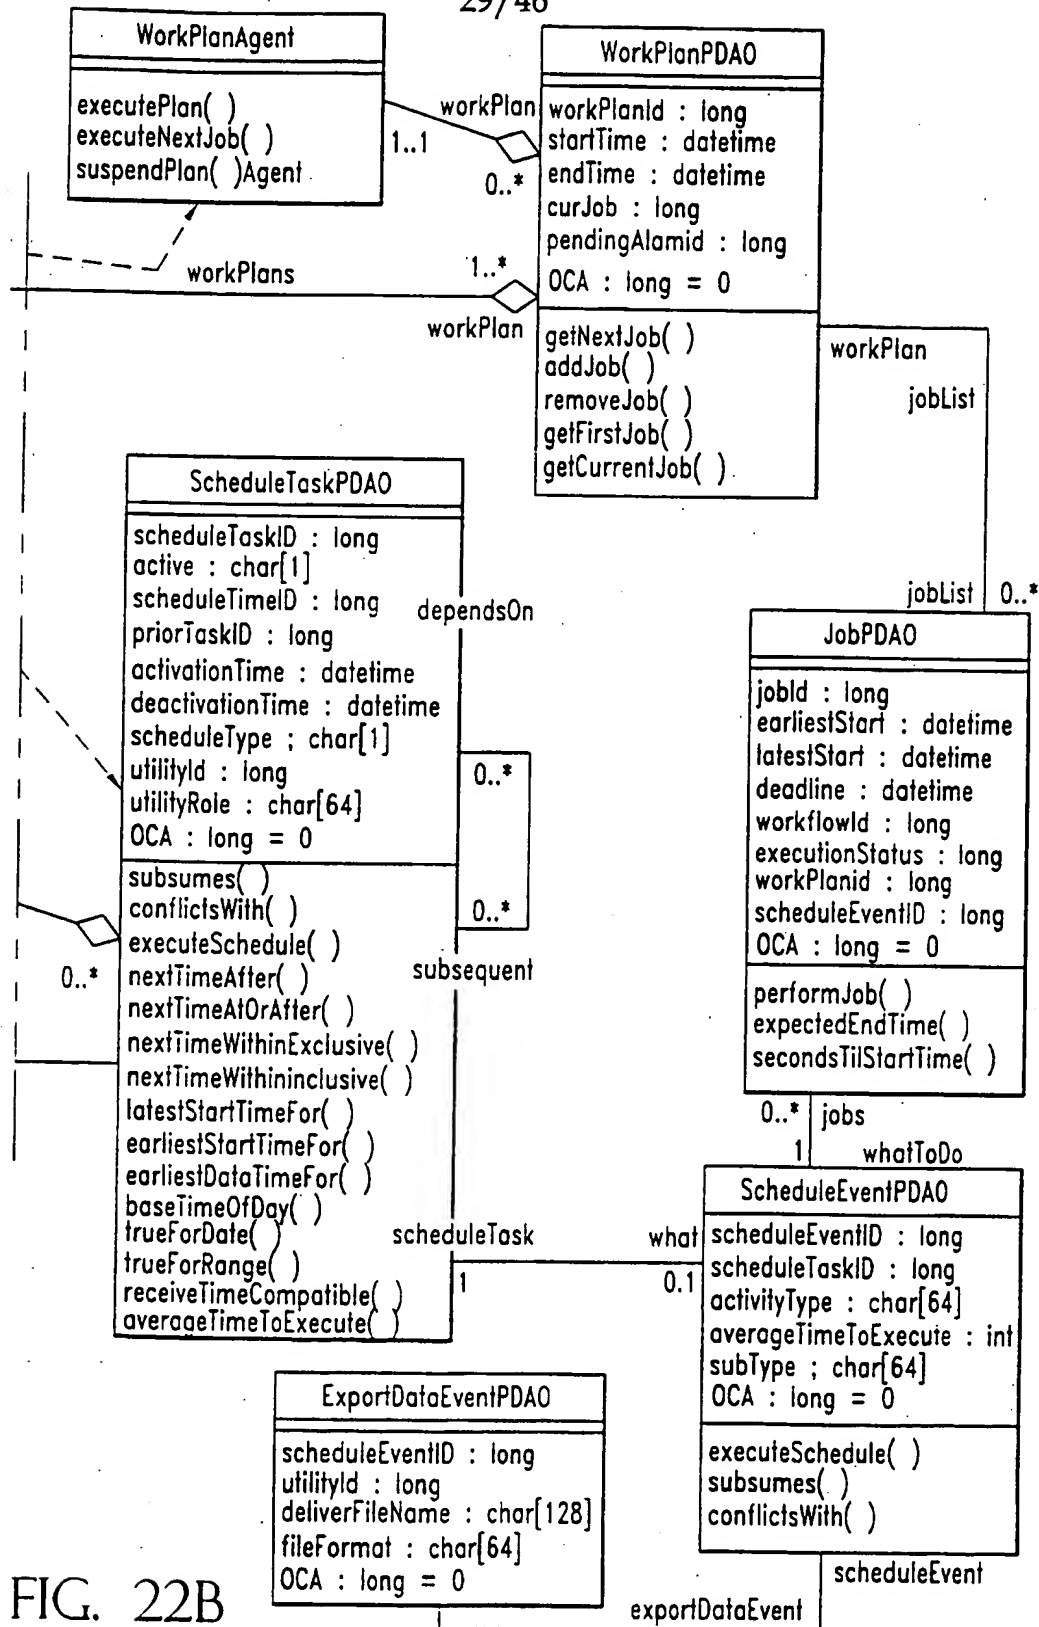 29/46
WorkPlanAgent
executePlan( )
executeNextJob( )
suspendPlan( )Agent
workPlan
1..1
0..*
WorkPlanPDAO
workPlanId : long
startTime : datetime
endTime : datetime
curJob : long
pendingAlamid : long
OCA : long = 0
getNextJob( )
addJob( )
removeJob( )
getFirstJob( )
getCurrentJob( )
workPlans
1..*
workPlan
workPlan
jobList
jobList 0..*
ScheduleTaskPDAO
scheduleTaskID : long
active : char[1]
scheduleTimeID : long
priorTaskID : long
activationTime : datetime
deactivationTime : datetime
scheduleType ; char[1]
utilityId : long
utilityRole : char[64]
OCA : long = 0
subsumes( )
conflictsWith( )
executeSchedule( )
nextTimeAfter( )
nextTimeAtOrAfter( )
nextTimeWithinExclusive( )
nextTimeWithininclusive( )
latestStartTimeFor( )
earliestStartTimeFor( )
earliestDataTimeFor( )
baseTimeOfDay( )
trueForDate( )
trueForRange( )
receiveTimeCompatible( )
averageTimeToExecute( )
dependsOn
0..*
0..*
subsequent
0..*
JobPDAO
jobId : long
earliestStart : datetime
latestStart : datetime
deadline : datetime
workflowId : long
executionStatus : long
workPlanid : long
scheduleEventID : long
OCA : long = 0
performJob( )
expectedEndTime( )
secondsTilStartTime( )
0..* jobs
1 whatToDo
scheduleTask
1
what
0.1
ScheduleEventPDAO
scheduleEventID : long
scheduleTaskID : long
activityType : char[64]
averageTimeToExecute : int
subType ; char[64]
OCA : long = 0
executeSchedule( )
subsumes( )
conflictsWith( )
ExportDataEventPDAO
scheduleEventID : long
utilityId : long
deliverFileName : char[128]
fileFormat : char[64]
OCA : long = 0
scheduleEvent
exportDataEvent
FIG. 22B